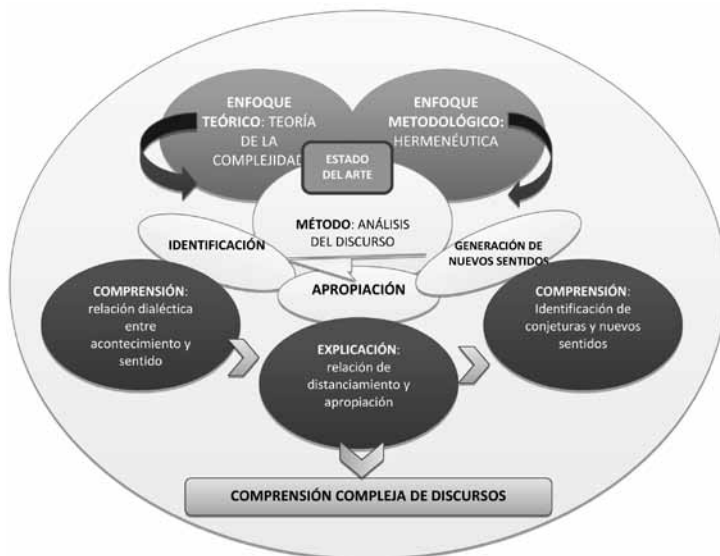 ENFOQUE
TEÓRICO: TEORÍA
DE LA
COMPLEJIDAD
ENFOQUE
METODOLÓGICO:
HERMENÉUTICA
ESTADO
DEL ARTE
MÉTODO: ANÁLISIS
DEL DISCURSO
IDENTIFICACIÓN
APROPIACIÓN
GENERACIÓN DE
NUEVOS SENTIDOS
COMPRENSIÓN:
relación dialéctica
entre
acontecimiento y
sentido
EXPLICACIÓN:
relación de
distanciamiento y
apropiación
COMPRENSIÓN:
Identificación de
conjeturas y nuevos
sentidos
COMPRENSIÓN COMPLEJA DE DISCURSOS